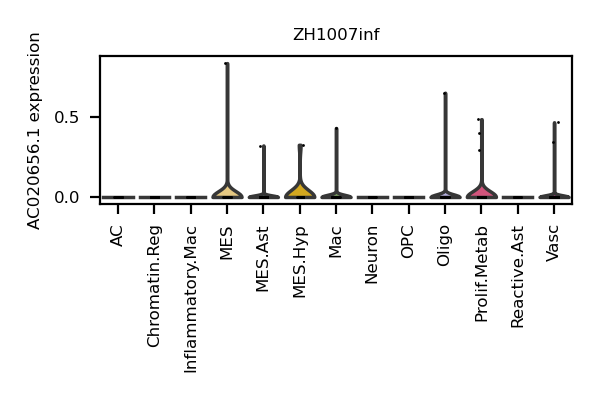 ZH1007inf
AC020656.1 expression
0.5
0.0
AC
Chromatin.Reg
Inflammatory.Mac
MES
MES.Ast
MES.Hyp
Mac
Neuron
OPC
Oligo
Prolif.Metab
Reactive.Ast
Vasc